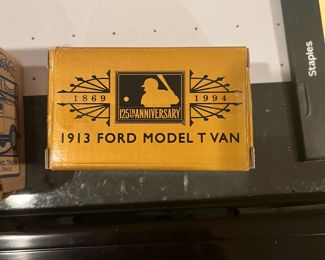 1869 1994
125TH ANNIVERSARY
1913 FORD MODEL T VAN
Staples